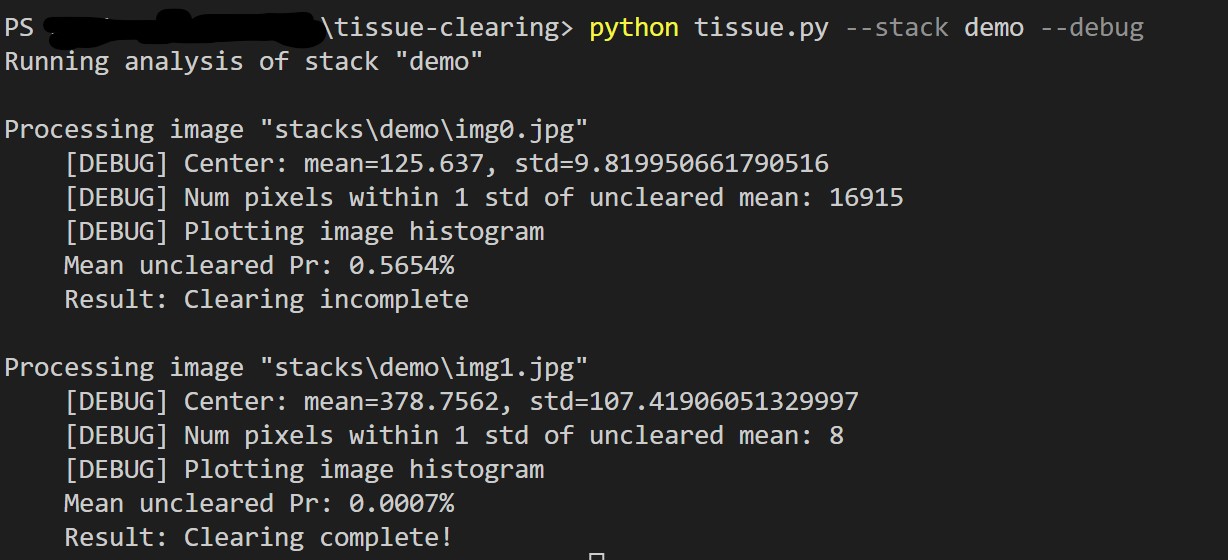 PS \tissue-clearing> python tissue.py --stack demo --debug
Running analysis of stack "demo"
Processing image "stacks\demo\img0.jpg"
[DEBUG] Center: mean=125.637, std=9.819950661790516
[DEBUG] Num pixels within 1 std of uncleared mean: 16915
[DEBUG] Plotting image histogram
Mean uncleared Pr: 0.5654%
Result: Clearing incomplete
Processing image "stacks\demo\img1.jpg"
[DEBUG] Center: mean=378.7562, std=107.41906051329997
[DEBUG] Num pixels within 1 std of uncleared mean: 8
[DEBUG] Plotting image histogram
Mean uncleared Pr: 0.0007%
Result: Clearing complete!